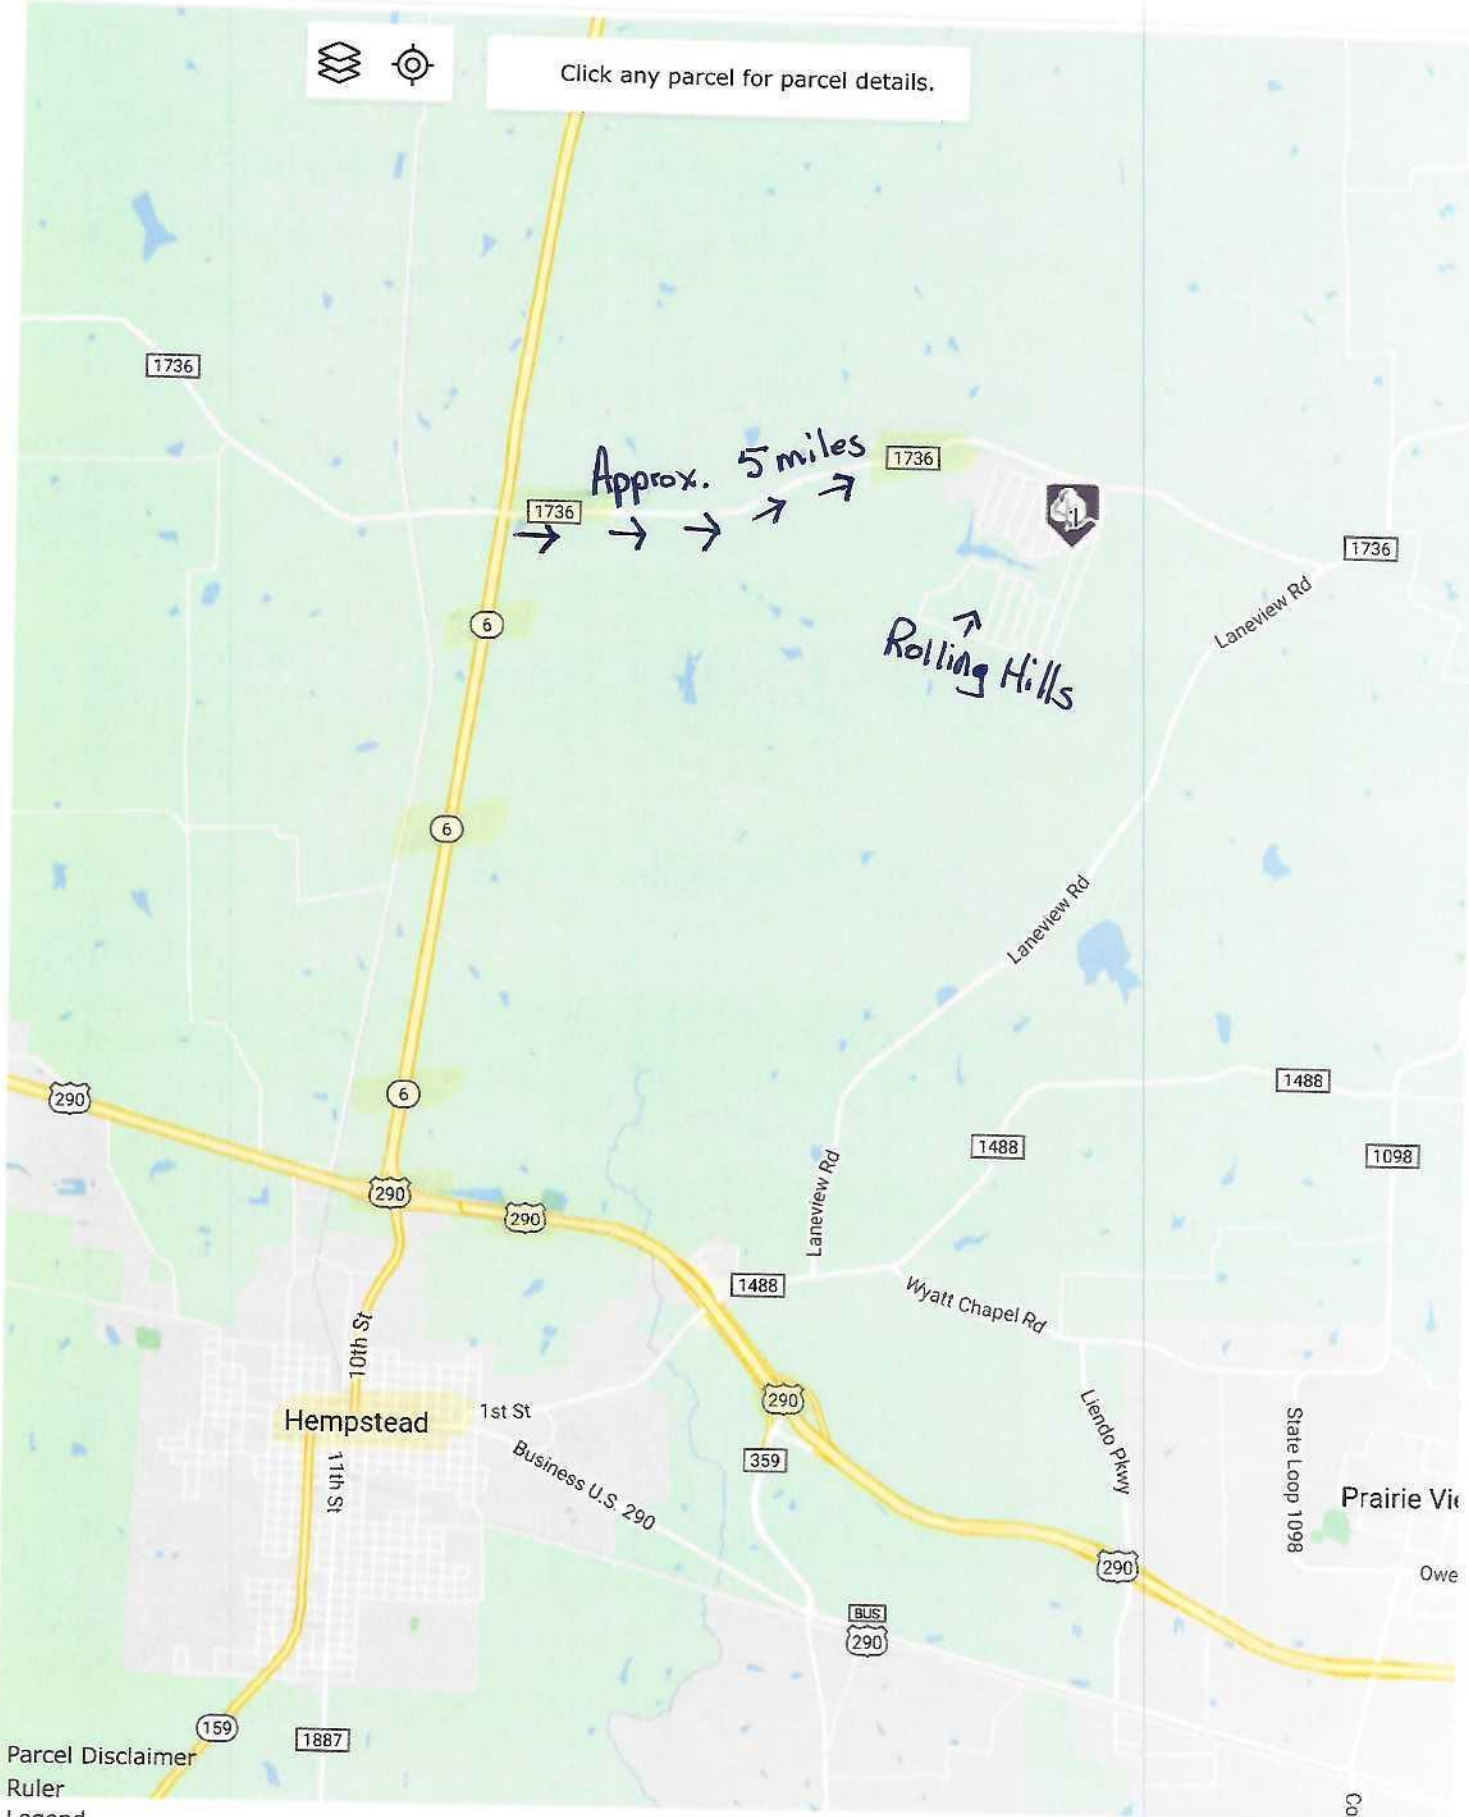 Click any parcel for parcel details.
1736
Approx. 5 miles
1736
1736
→ → → → →
1736
Laneview Rd
6
↑
Rolling Hills
6
Laneview Rd
290
6
1488
1488
1098
290
290
Laneview Rd
1488
Wyatt Chapel Rd
10th St
290
Hempstead
1st St
359
11th St
Business U.S. 290
Liendo Pkwy
State Loop 1098
Prairie Vie
290
Owe
BUS
290
159
1887
Parcel Disclaimer
Ruler
Legend
Co